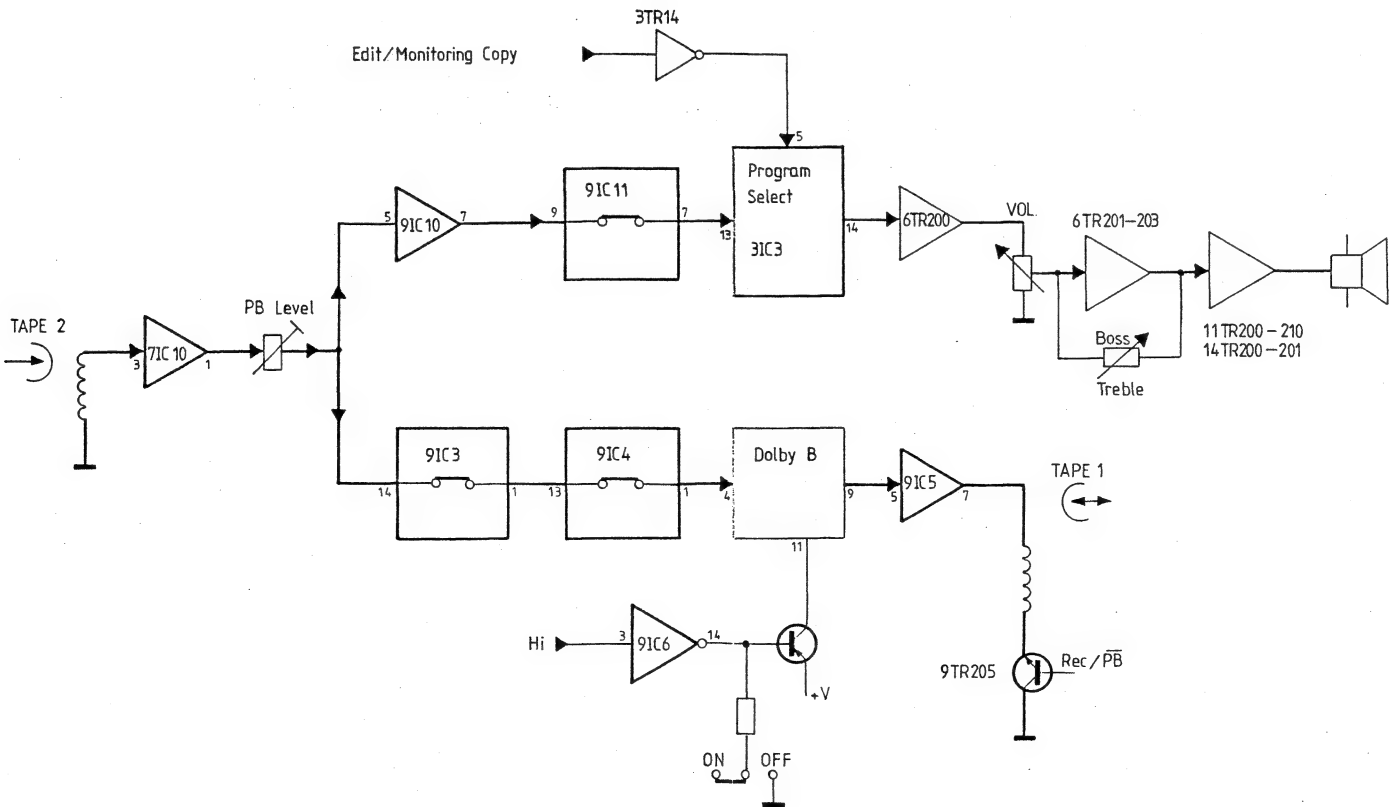 3TR14
Edit/Monitoring Copy
5
Program
Select
3IC3
9IC11
9
7
13
14
5
9IC10
7
6TR200
VOL.
6TR201-203
11TR200-210
14TR200-201
Boss
Treble
PB Level
TAPE 2
3
7IC10
1
9IC3
14
1
9IC4
13
1
Dolby B
4
9
11
9IC5
5
7
TAPE 1
Hi
3
9IC6
14
+V
9TR205
Rec/P̅B̅
ON
OFF